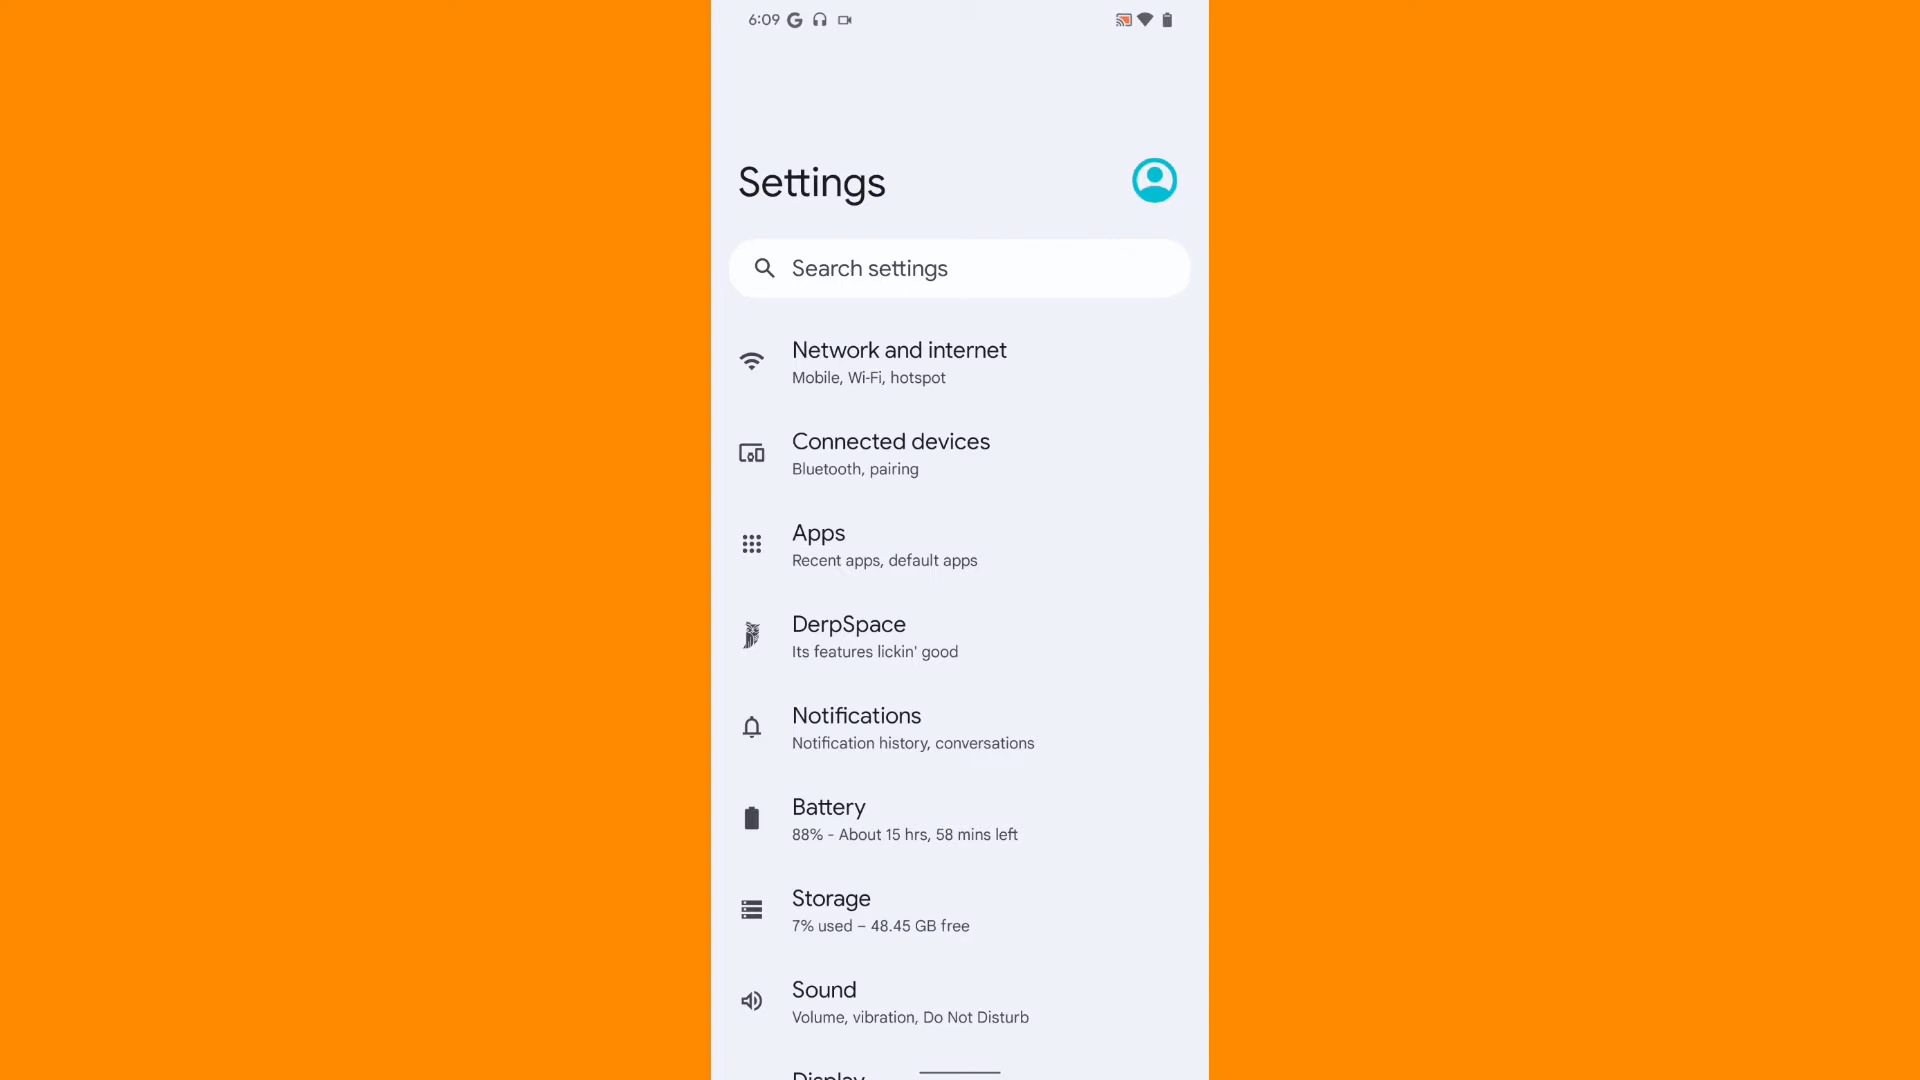 6:09
Settings
Search settings
Network and internet
Mobile, Wi-Fi, hotspot
Connected devices
Bluetooth, pairing
Apps
Recent apps, default apps
DerpSpace
Its features lickin' good
Notifications
Notification history, conversations
Battery
88% - About 15 hrs, 58 mins left
Storage
7% used – 48.45 GB free
Sound
Volume, vibration, Do Not Disturb
Display